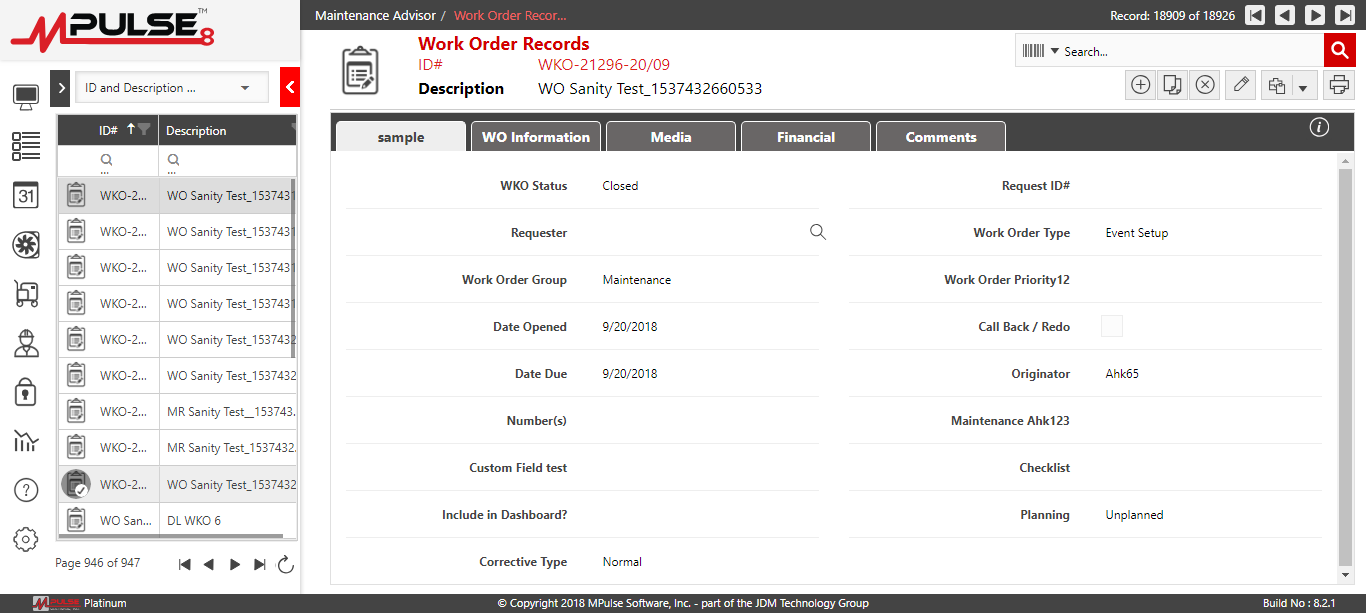 MPULSE 8 ™
Maintenance Advisor / Work Order Recor...
Record: 18909 of 18926
Work Order Records
ID# WKO-21296-20/09
Description WO Sanity Test_1537432660533
Search...
ID and Description ...
ID# Description
...
...
WKO-2... WO Sanity Test_153743
WKO-2... WO Sanity Test_153743
WKO-2... WO Sanity Test_153743
WKO-2... WO Sanity Test_153743
WKO-2... WO Sanity Test_153743
WKO-2... WO Sanity Test_1537432
WKO-2... MR Sanity Test__153743.
WKO-2... MR Sanity Test_1537432
WKO-2... WO Sanity Test_1537432
WO San... DL WKO 6
31
?
Page 946 of 947
sample
WO Information
Media
Financial
Comments
i
WKO Status Closed
Request ID#
Requester
Work Order Type Event Setup
Work Order Group Maintenance
Work Order Priority12
Date Opened 9/20/2018
Call Back / Redo
Date Due 9/20/2018
Originator Ahk65
Number(s)
Maintenance Ahk123
Custom Field test
Checklist
Include in Dashboard?
Planning Unplanned
Corrective Type Normal
MPULSE Platinum
© Copyright 2018 MPulse Software, Inc. - part of the JDM Technology Group
Build No : 8.2.1